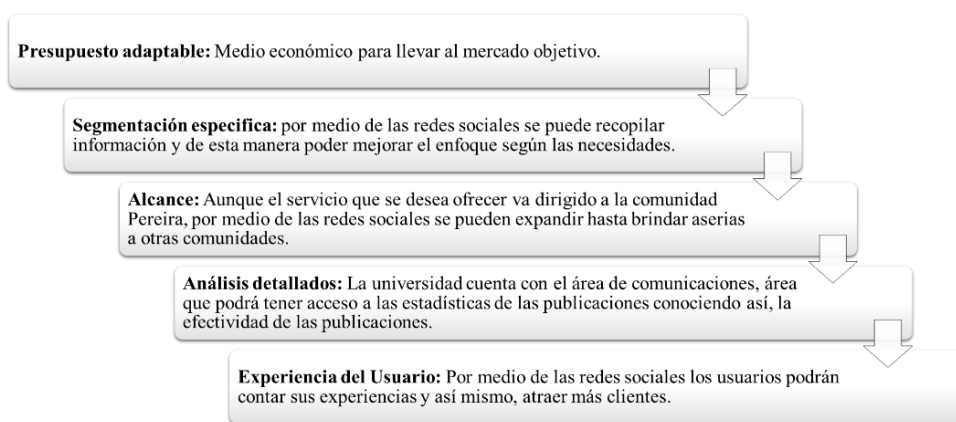 Presupuesto adaptable: Medio económico para llevar al mercado objetivo.
Segmentación especifica: por medio de las redes sociales se puede recopilar
información y de esta manera poder mejorar el enfoque según las necesidades.
Alcance: Aunque el servicio que se desea ofrecer va dirigido a la comunidad
Pereira, por medio de las redes sociales se pueden expandir hasta brindar aserias
a otras comunidades.
Análisis detallados: La universidad cuenta con el área de comunicaciones, área
que podrá tener acceso a las estadísticas de las publicaciones conociendo así, la
efectividad de las publicaciones.
Experiencia del Usuario: Por medio de las redes sociales los usuarios podrán
contar sus experiencias y así mismo, atraer más clientes.